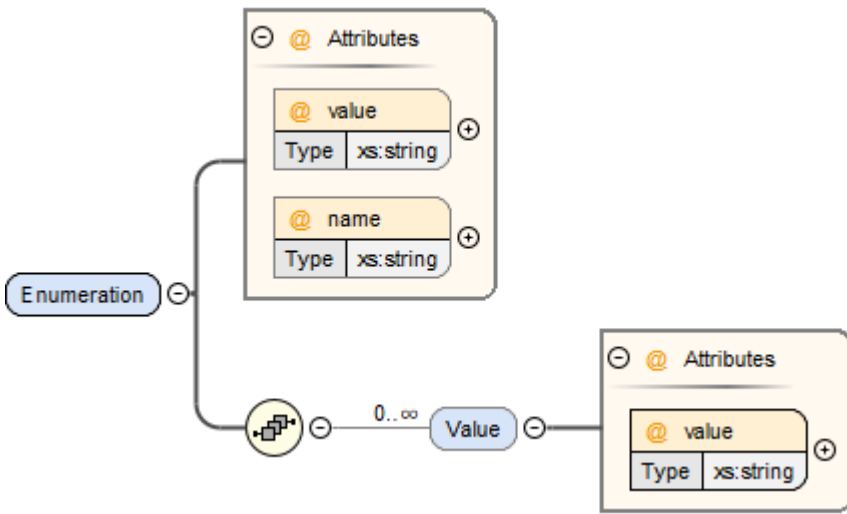 @ Attributes
@ value
Type xs:string
@ name
Type xs:string
Enumeration
@ Attributes
0..∞ Value
@ value
Type xs:string